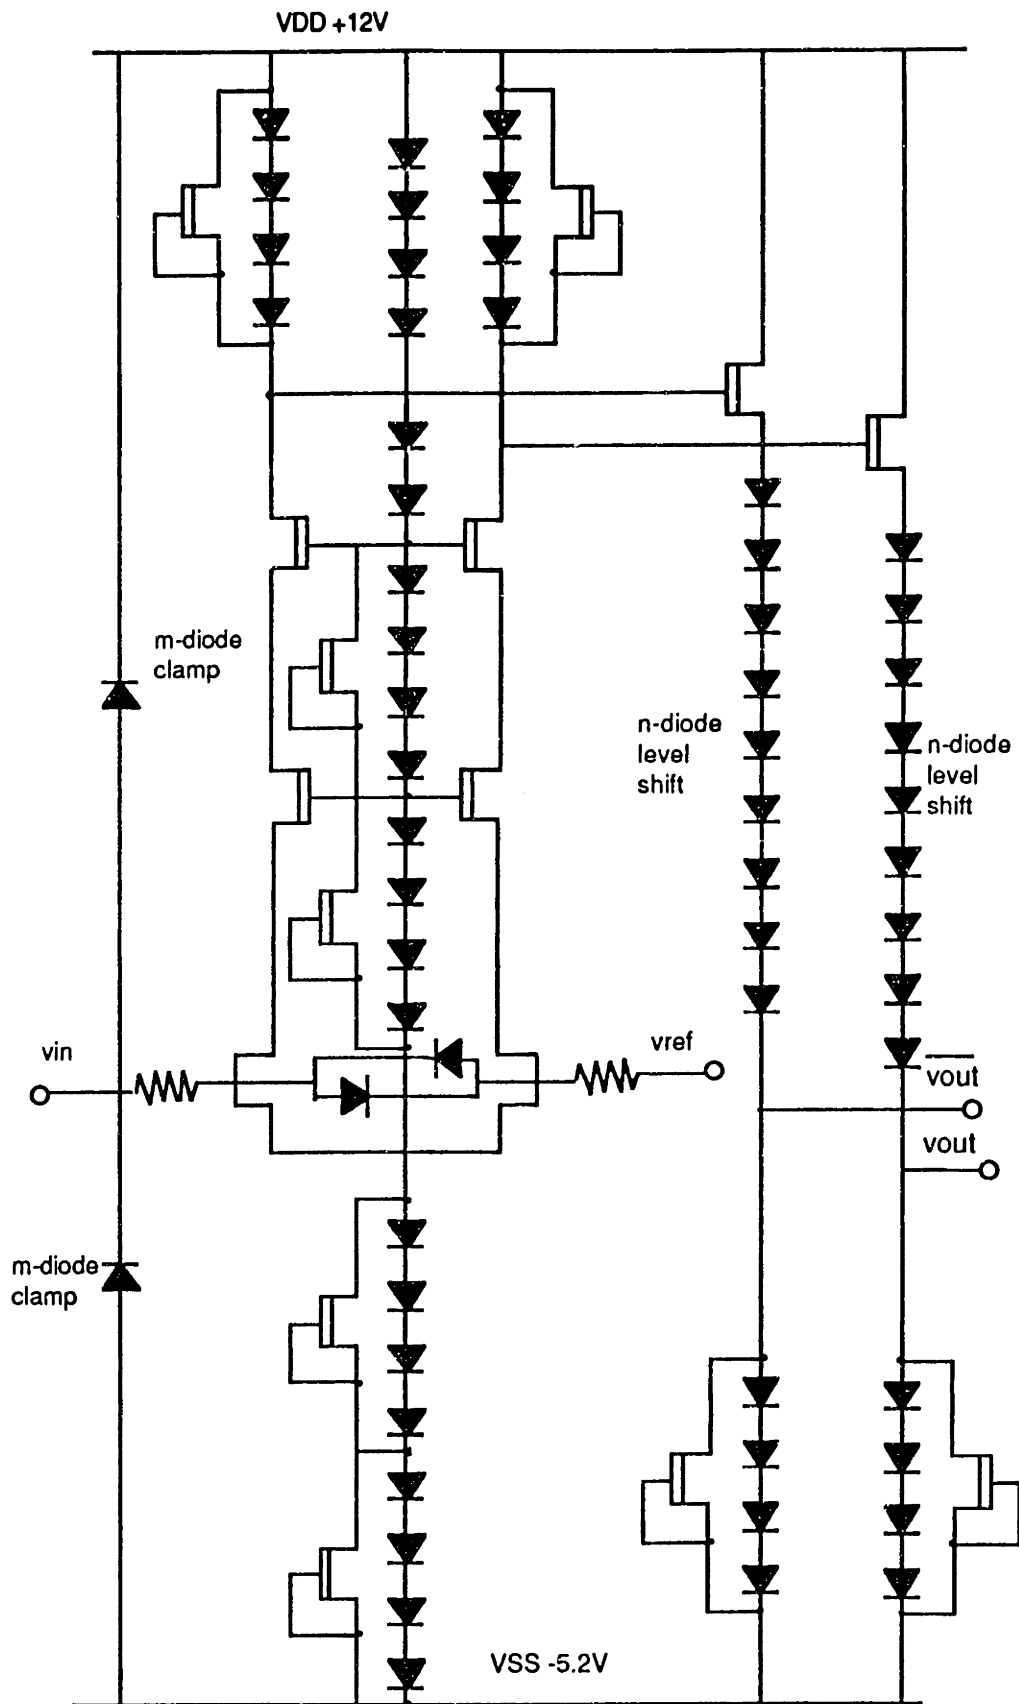 VDD +12V
m-diode
clamp
n-diode
level
shift
n-diode
level
shift
vin
vref
vout
vout
m-diode
clamp
VSS -5.2V